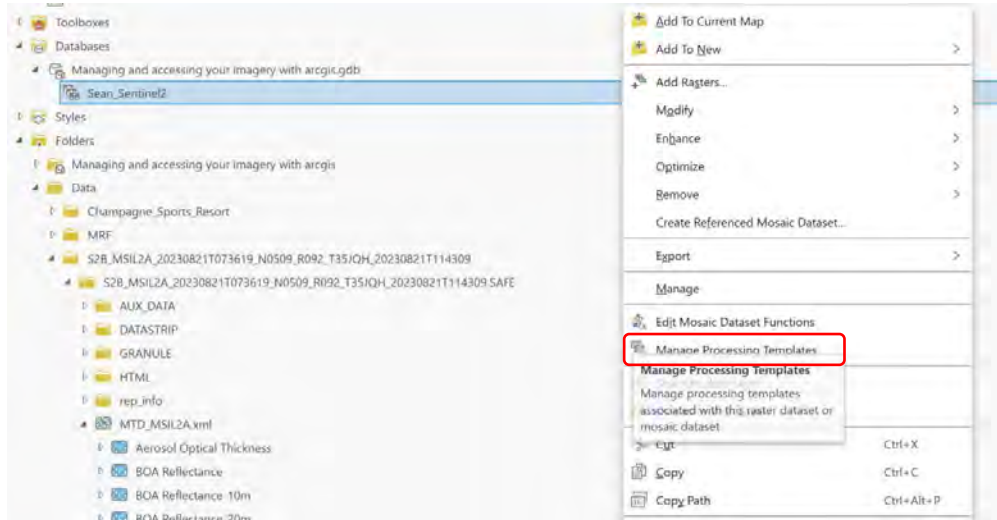 Toolboxes
Databases
Managing and accessing your imagery with arcgis.gdb
Sean_Sentinel2
Styles
Folders
Managing and accessing your imagery with arcgis
Data
Champagne_Sports_Resort
MRF
S2B_MSIL2A_20230821T073619_N0509_R092_T35JQH_20230821T114309
S2B_MSIL2A_20230821T073619_N0509_R092_T35JQH_20230821T114309.SAFE
AUX_DATA
DATASTRIP
GRANULE
HTML
rep_info
MTD_MSIL2A.xml
Aerosol Optical Thickness
BOA Reflectance
BOA Reflectance 10m
BOA Reflectance 20m
Add To Current Map
Add To New
Add Rasters...
Modify
Enhance
Optimize
Remove
Create Referenced Mosaic Dataset...
Export
Manage
Edit Mosaic Dataset Functions
Manage Processing Templates
Manage Processing Templates
Manage processing templates
associated with this raster dataset or
mosaic dataset
Cut Ctrl+X
Copy Ctrl+C
Copy Path Ctrl+Alt+P